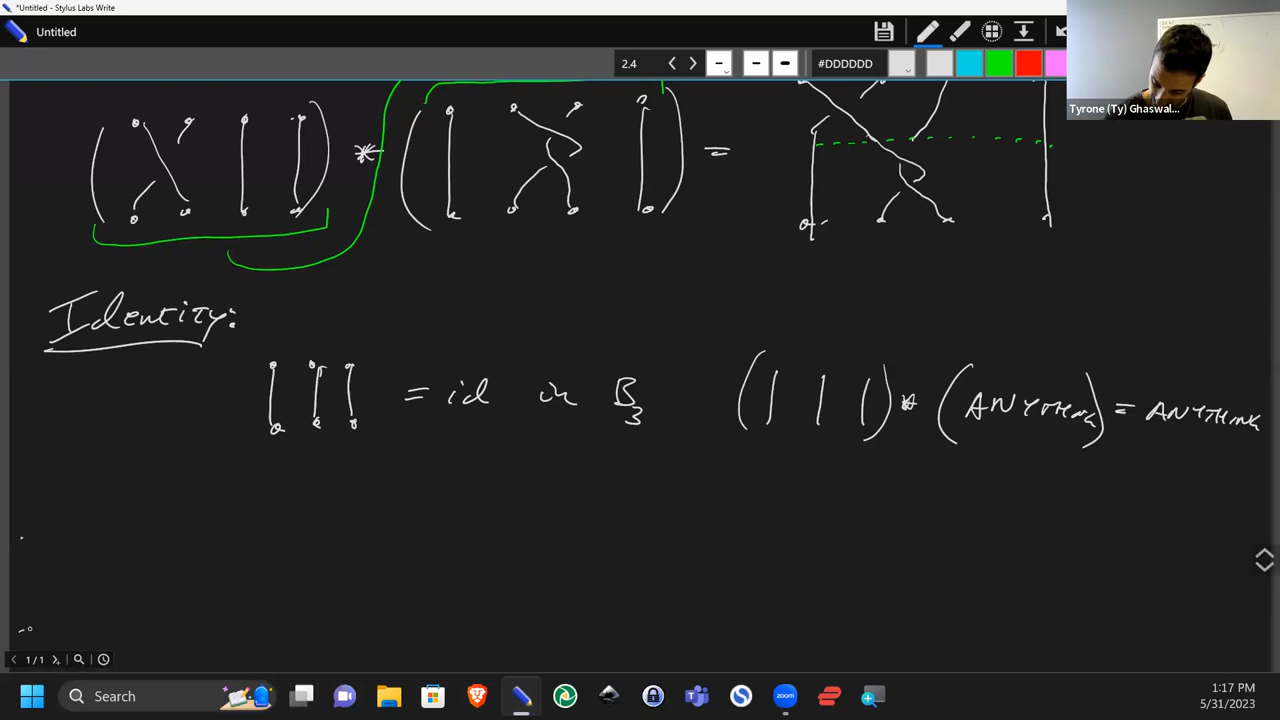 *Untitled - Stylus Labs Write
Untitled
2.4
#DDDDDD
Tyrone (Ty) Ghaswal...
( ) * ( ) =
Identity:
= id in B3 ( | | | ) * ( ANYTHING ) = ANYTHING
1/1
Search
zoom
1:17 PM
5/31/2023